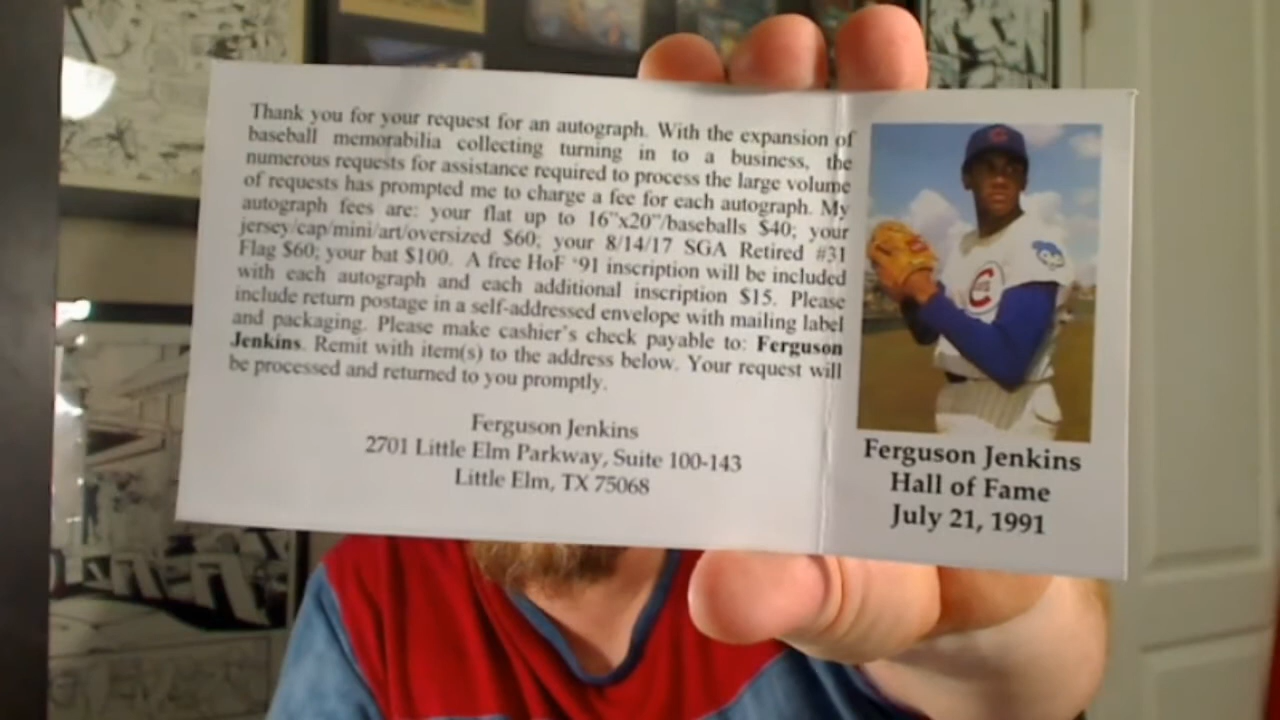 Thank you for your request for an autograph. With the expansion of
baseball memorabilia collecting turning in to a business, the
numerous requests for assistance required to process the large volume
of requests has prompted me to charge a fee for each autograph. My
autograph fees are: your flat up to 16"x20"/baseballs $40; your
jersey/cap/mini/art/oversized $60; your 8/14/17 SGA Retired #31
Flag $60; your bat $100. A free HoF '91 inscription will be included
with each autograph and each additional inscription $15. Please
include return postage in a self-addressed envelope with mailing label
and packaging. Please make cashier's check payable to: Ferguson
Jenkins. Remit with item(s) to the address below. Your request will
be processed and returned to you promptly.
Ferguson Jenkins
2701 Little Elm Parkway, Suite 100-143
Little Elm, TX 75068
Ferguson Jenkins
Hall of Fame
July 21, 1991